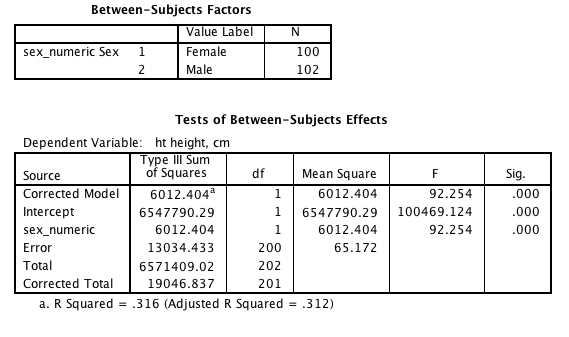 Between-Subjects Factors
Value Label N
sex_numeric Sex 1 Female 100
2 Male 102
Tests of Between-Subjects Effects
Dependent Variable: ht height, cm
Source Type III Sum of Squares df Mean Square F Sig.
Corrected Model 6012.404a 1 6012.404 92.254 .000
Intercept 6547790.29 1 6547790.29 100469.124 .000
sex_numeric 6012.404 1 6012.404 92.254 .000
Error 13034.433 200 65.172
Total 6571409.02 202
Corrected Total 19046.837 201
a. R Squared = .316 (Adjusted R Squared = .312)